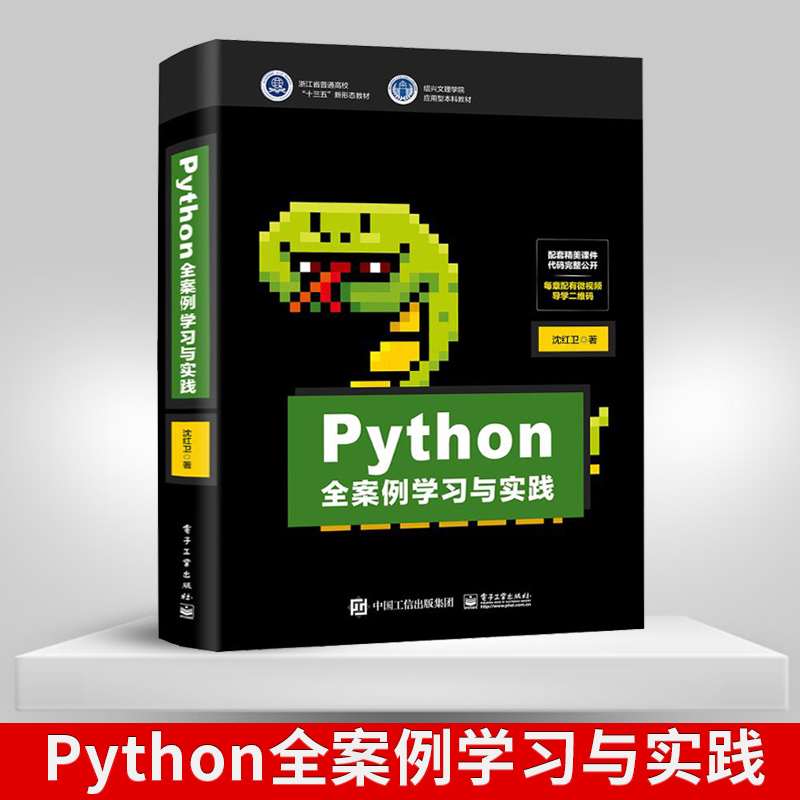 浙江省普通高校
“十三五”新形态教材
绍兴文理学院
应用型本科教材
配套精美课件
代码完整公开
每章配有微视频
导学二维码
沈红卫◎著
Python
全案例学习与实践
中国工信出版集团
电子工业出版社
http://www.phei.com.cn
Python全案例学习与实践
沈红卫◎著
电子工业出版社
Python全案例学习与实践